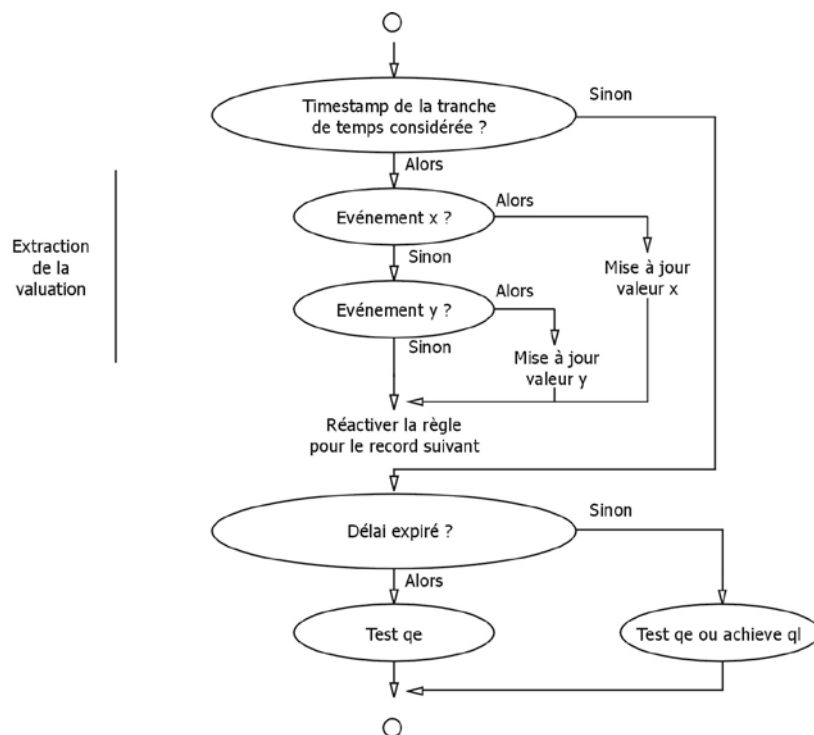 Timestamp de la tranche
de temps considérée ?
Sinon
Alors
Extraction
de la
valuation
Evénement x ?
Alors
Sinon
Mise à jour
valeur x
Evénement y ?
Alors
Sinon
Mise à jour
valeur y
Réactiver la règle
pour le record suivant
Délai expiré ?
Sinon
Alors
Test qe
Test qe ou achieve ql